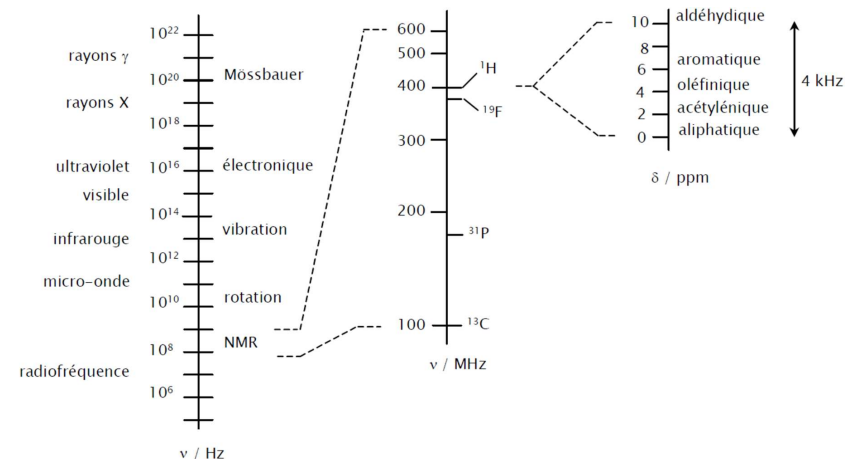 10²²
rayons γ
10²⁰
Mössbauer
rayons X
10¹⁸
ultraviolet
10¹⁶
électronique
visible
10¹⁴
vibration
infrarouge
10¹²
micro-onde
10¹⁰
rotation
10⁸
NMR
radiofréquence
10⁶
ν / Hz
600
500
400
¹H
¹⁹F
300
200
³¹P
100
¹³C
ν / MHz
10
aldéhydique
8
aromatique
6
oléfinique
4
acétylénique
2
aliphatique
0
4 kHz
δ / ppm